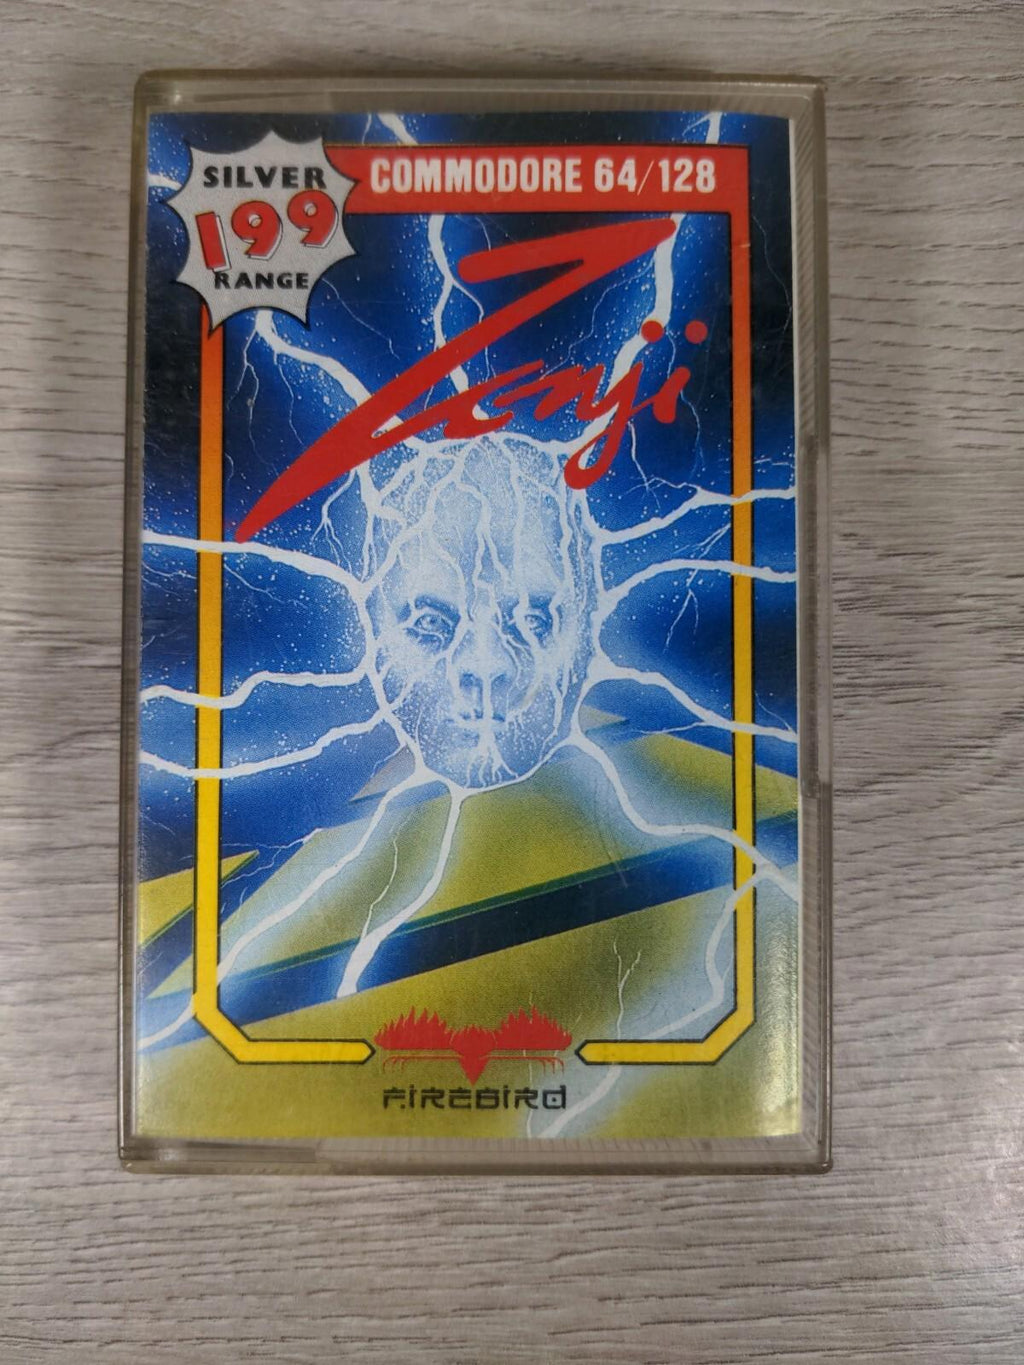 SILVER
199
RANGE
COMMODORE 64/128
Zenji
FIREBIRD